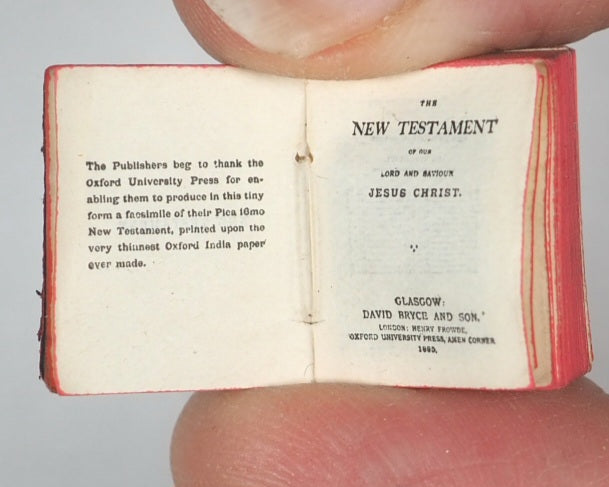 The Publishers beg to thank the
Oxford University Press for en-
abling them to produce in this tiny
form a facsimile of their Pica 16mo
New Testament, printed upon the
very thinnest Oxford India paper
ever made.
THE
NEW TESTAMENT
OF OUR
LORD AND SAVIOUR
JESUS CHRIST.
GLASGOW:
DAVID BRYCE AND SON,
LONDON: HENRY FROWDE,
OXFORD UNIVERSITY PRESS, AMEN CORNER